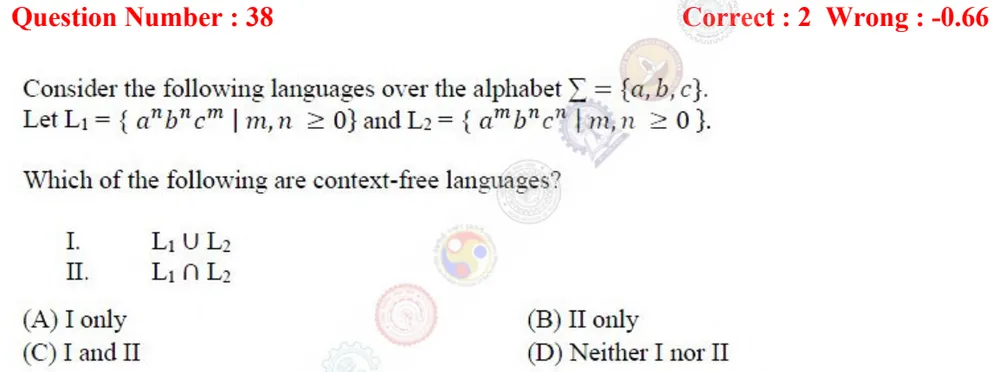 Question Number : 38 Correct : 2 Wrong : -0.66
Consider the following languages over the alphabet ∑ = {a, b, c}.
Let L₁ = { aⁿbⁿcᵐ | m, n ≥ 0} and L₂ = { aᵐbⁿcⁿ | m, n ≥ 0 }.
Which of the following are context-free languages?
I. L₁ ∪ L₂
II. L₁ ∩ L₂
(A) I only (B) II only
(C) I and II (D) Neither I nor II